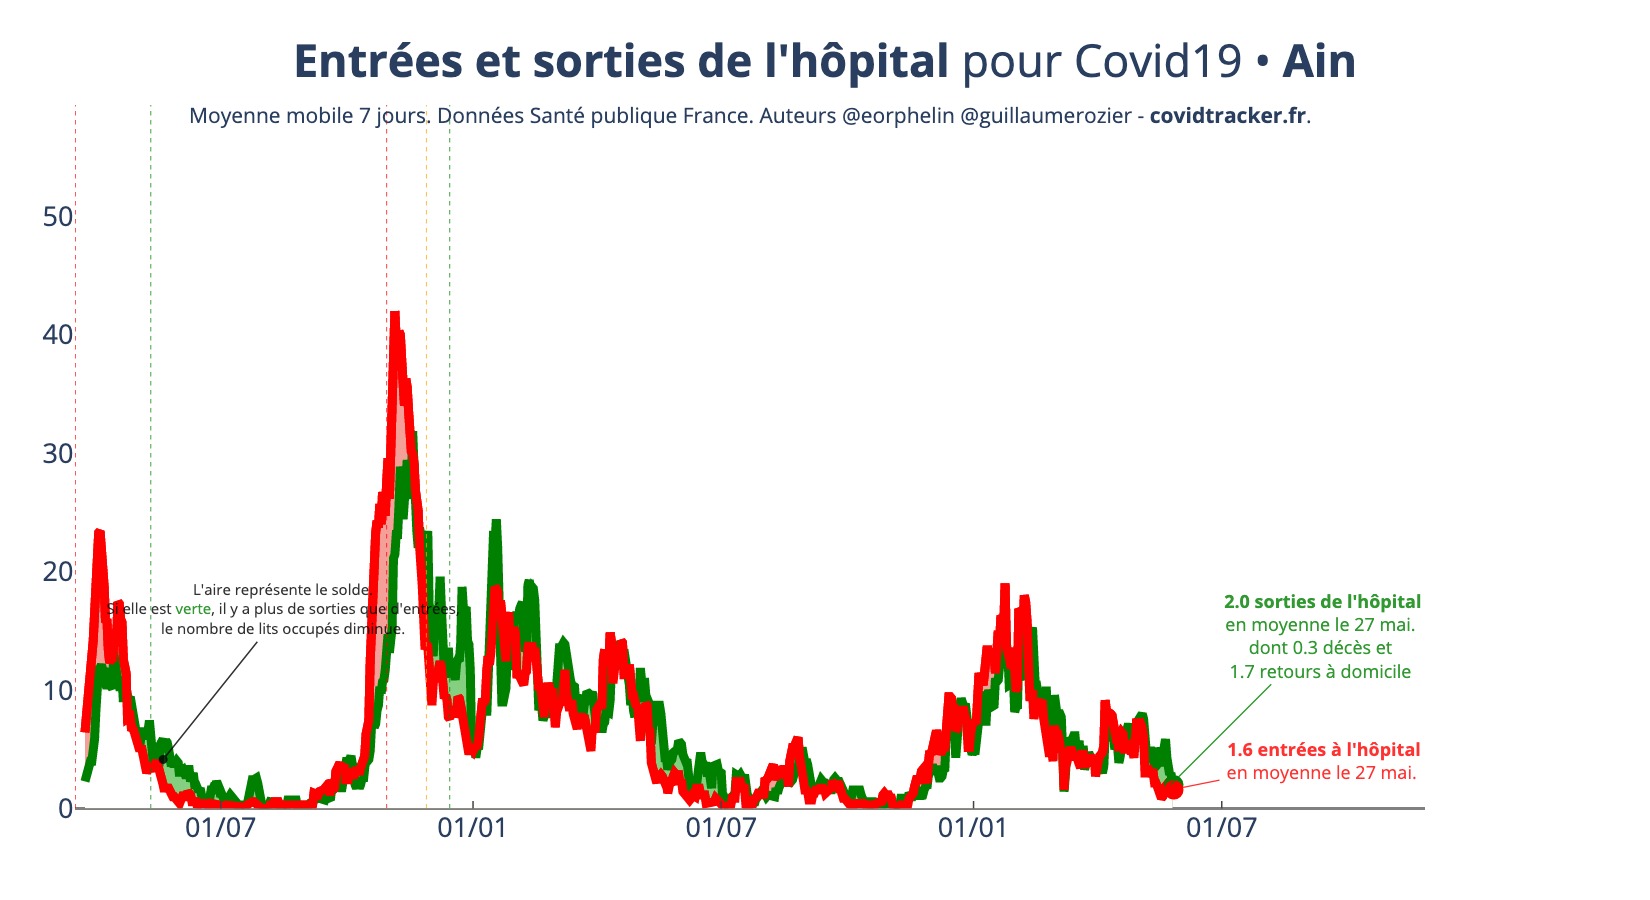 Entrées et sorties de l'hôpital pour Covid19 • Ain
Moyenne mobile 7 jours. Données Santé publique France. Auteurs @eorphelin @guillaumerozier - covidtracker.fr.
50
40
30
20
10
0
L'aire représente le solde.
Si elle est verte, il y a plus de sorties que d'entrées,
le nombre de lits occupés diminue.
2.0 sorties de l'hôpital
en moyenne le 27 mai.
dont 0.3 décès et
1.7 retours à domicile
1.6 entrées à l'hôpital
en moyenne le 27 mai.
01/07 01/01 01/07 01/01 01/07